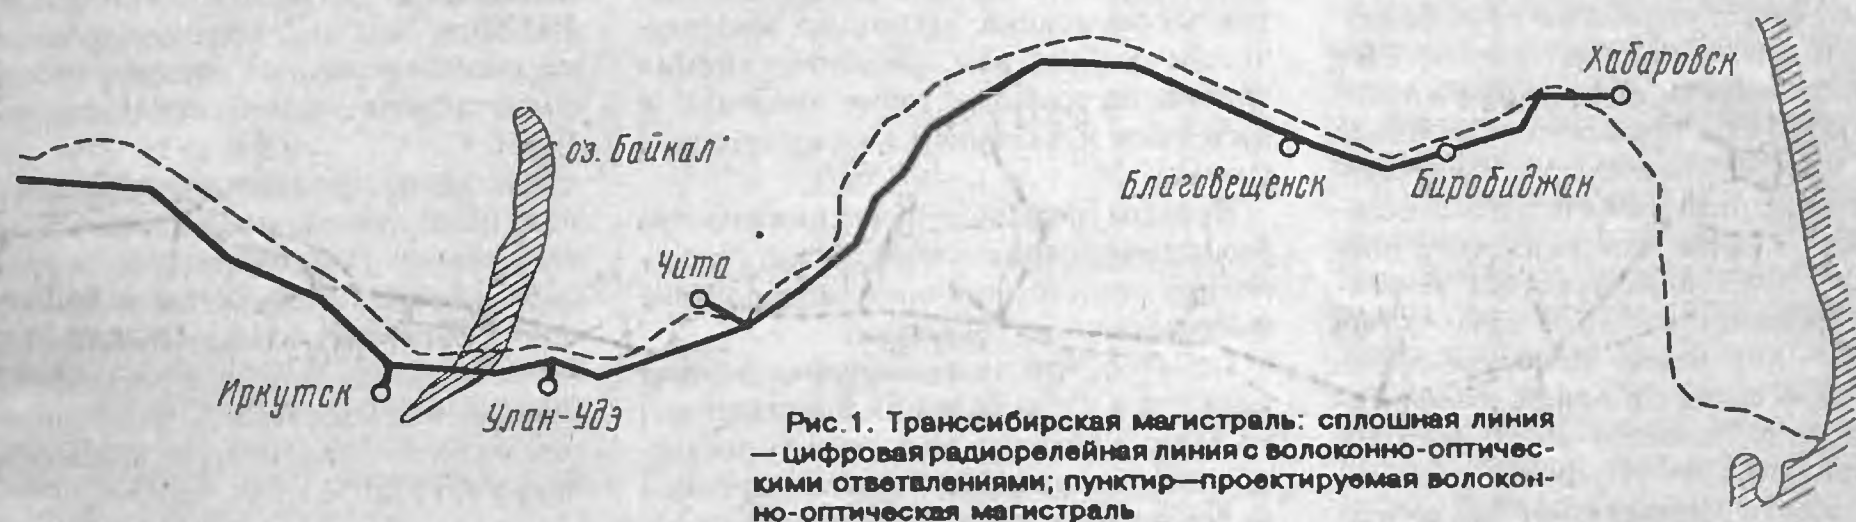 Хабаровск
оз. Байкал
Благовещенск
Биробиджан
Чита
Иркутск
Улан-Удэ
Рис.1. Транссибирская магистраль: сплошная линия
— цифровая радиорелейная линия с волоконно-оптичес-
кими ответвлениями; пунктир—проектируемая волокон-
но-оптическая магистраль